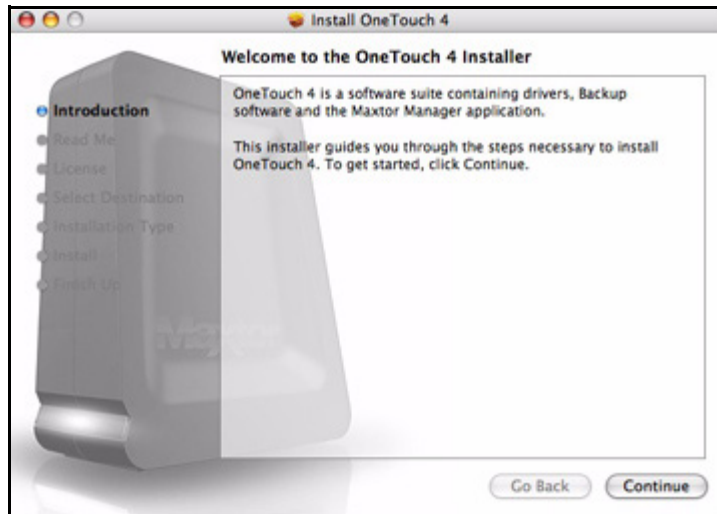 Install OneTouch 4
Welcome to the OneTouch 4 Installer
Introduction
Read Me
License
Select Destination
Installation Type
Install
Finish Up
OneTouch 4 is a software suite containing drivers, Backup
software and the Maxtor Manager application.
This installer guides you through the steps necessary to install
OneTouch 4. To get started, click Continue.
Maxtor
Go Back
Continue